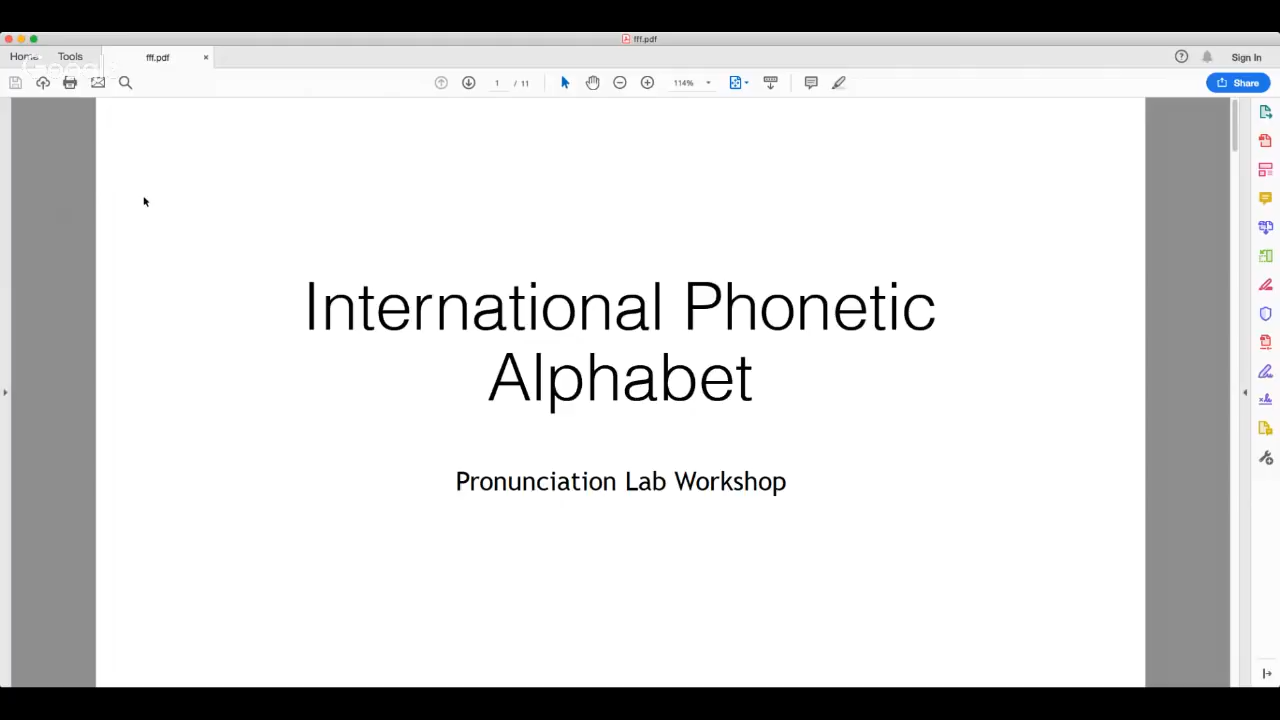 fff.pdf
Home Tools fff.pdf Sign In
1 / 11 114% Share
International Phonetic
Alphabet
Pronunciation Lab Workshop